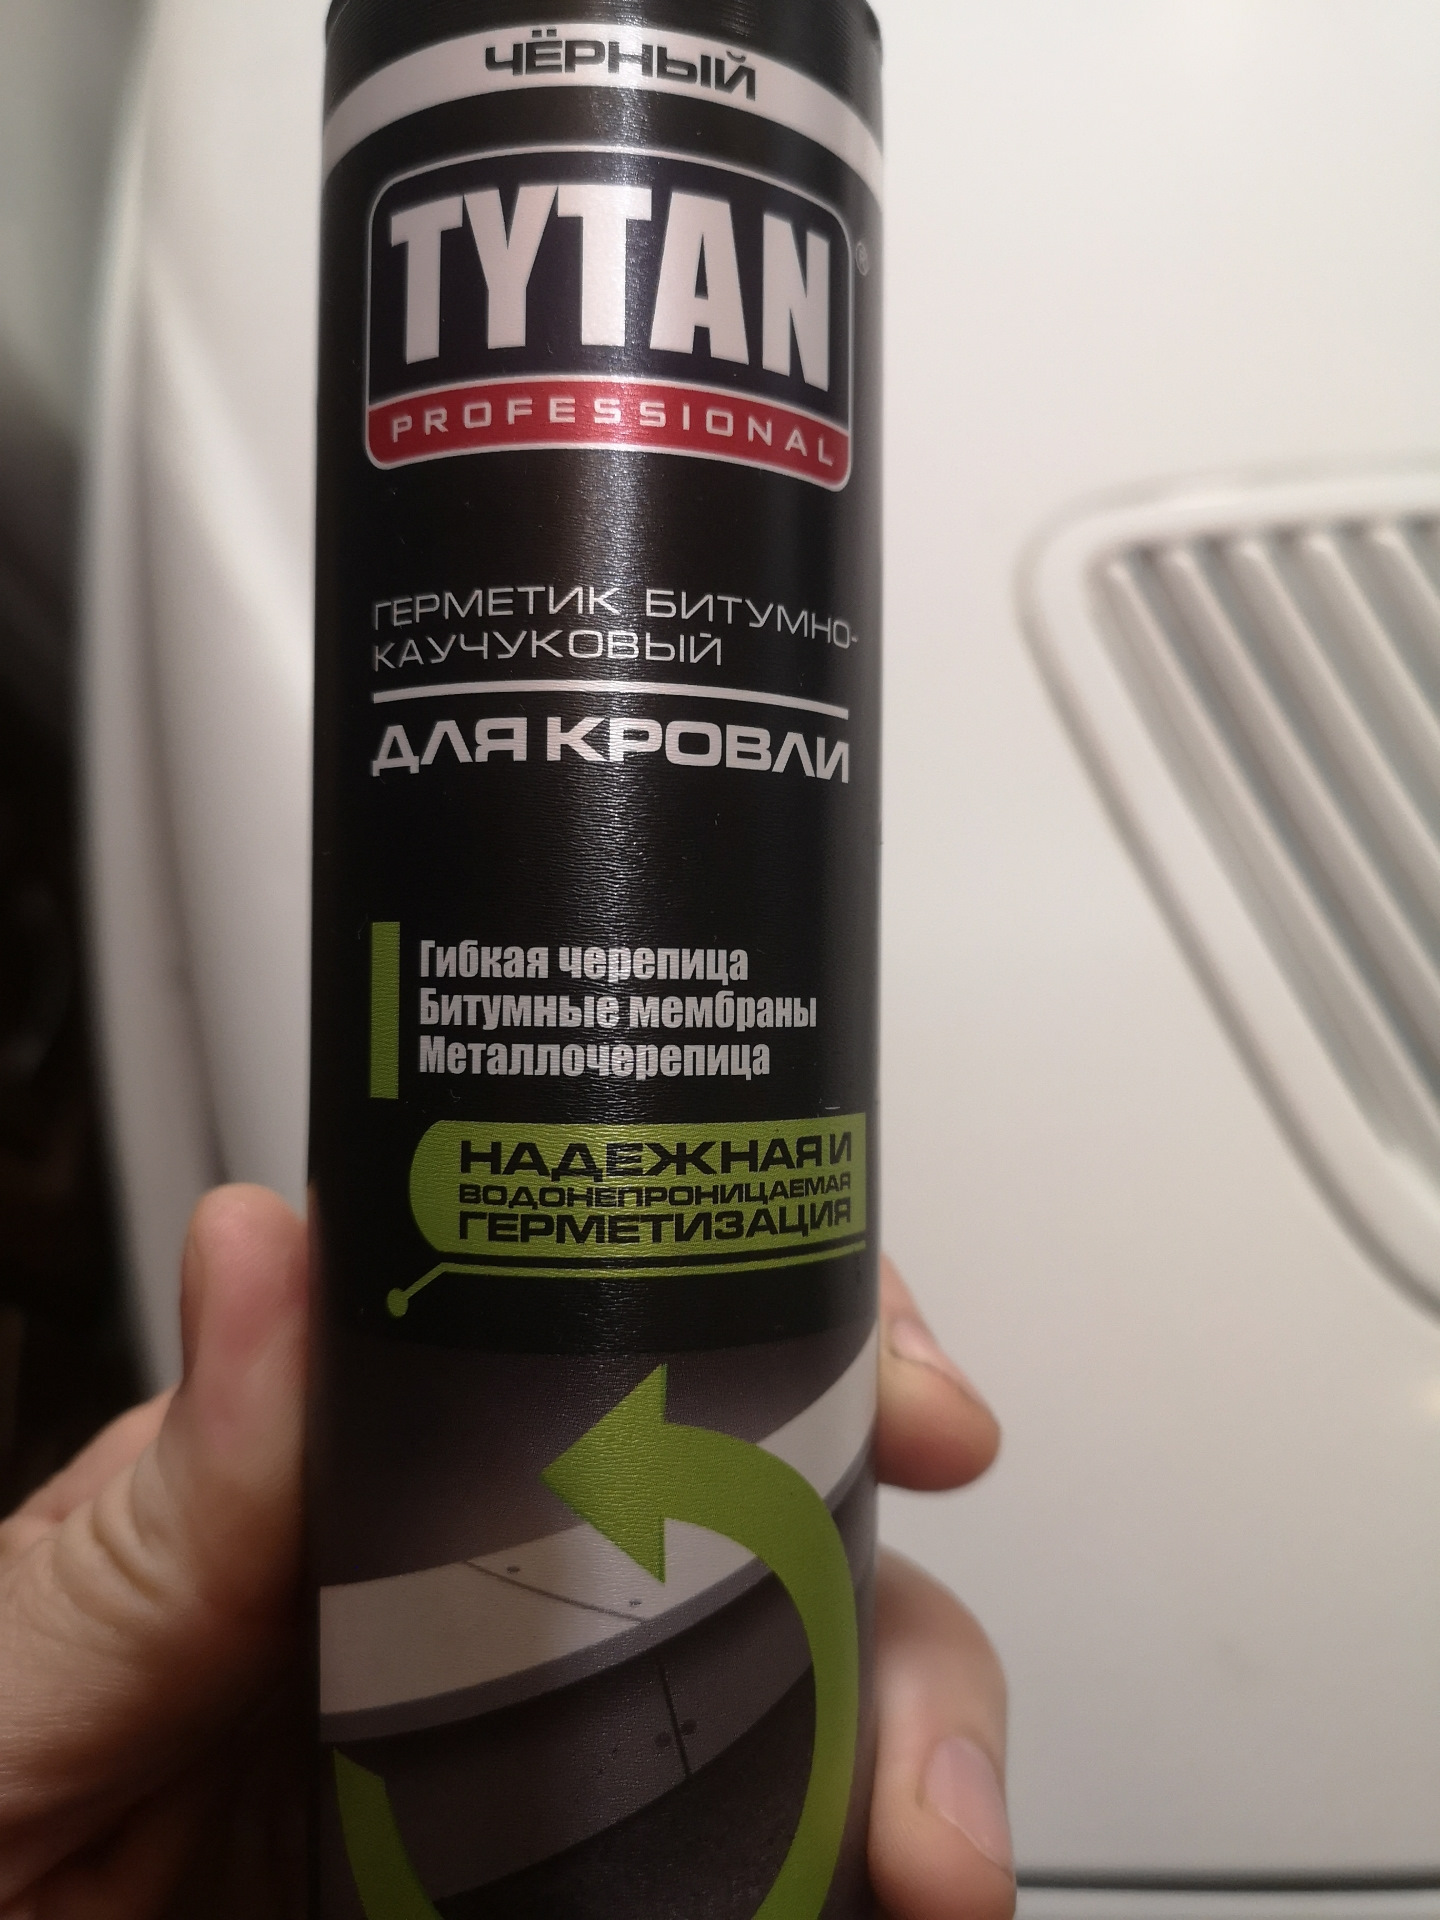 ЧЁРНЫЙ
TYTAN
®
PROFESSIONAL
ГЕРМЕТИК БИТУМНО-
КАУЧУКОВЫЙ
ДЛЯ КРОВЛИ
Гибкая черепица
Битумные мембраны
Металлочерепица
НАДЕЖНАЯ И
ВОДОНЕПРОНИЦАЕМАЯ
ГЕРМЕТИЗАЦИЯ